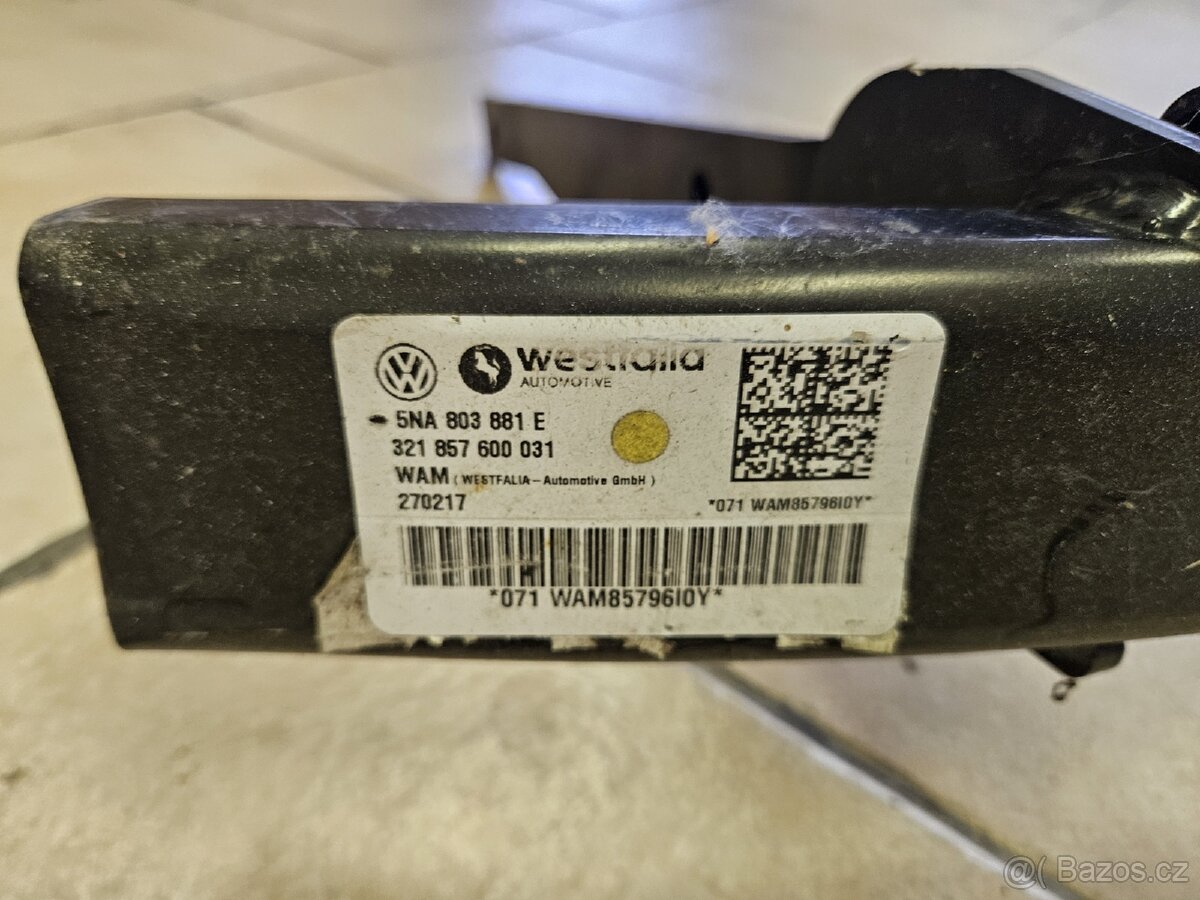 westfalia
AUTOMOTIVE
5NA 803 881 E
321 857 600 031
WAM ( WESTFALIA - Automotive GmbH )
270217
*071 WAM85796I0Y*
*071 WAM85796I0Y*
@( Bazos.cz